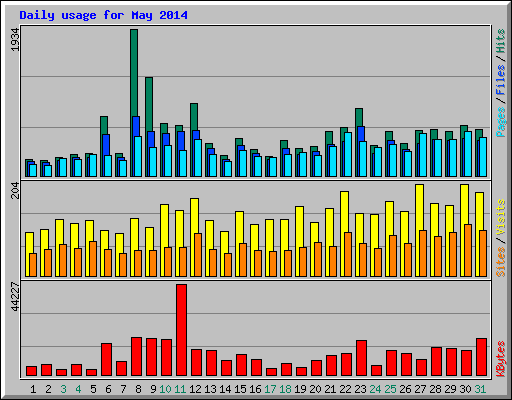 Daily usage for May 2014
1934
Pages / Files / Hits
204
Sites / Visits
44227
KBytes
1 2 3 4 5 6 7 8 9 10 11 12 13 14 15 16 17 18 19 20 21 22 23 24 25 26 27 28 29 30 31